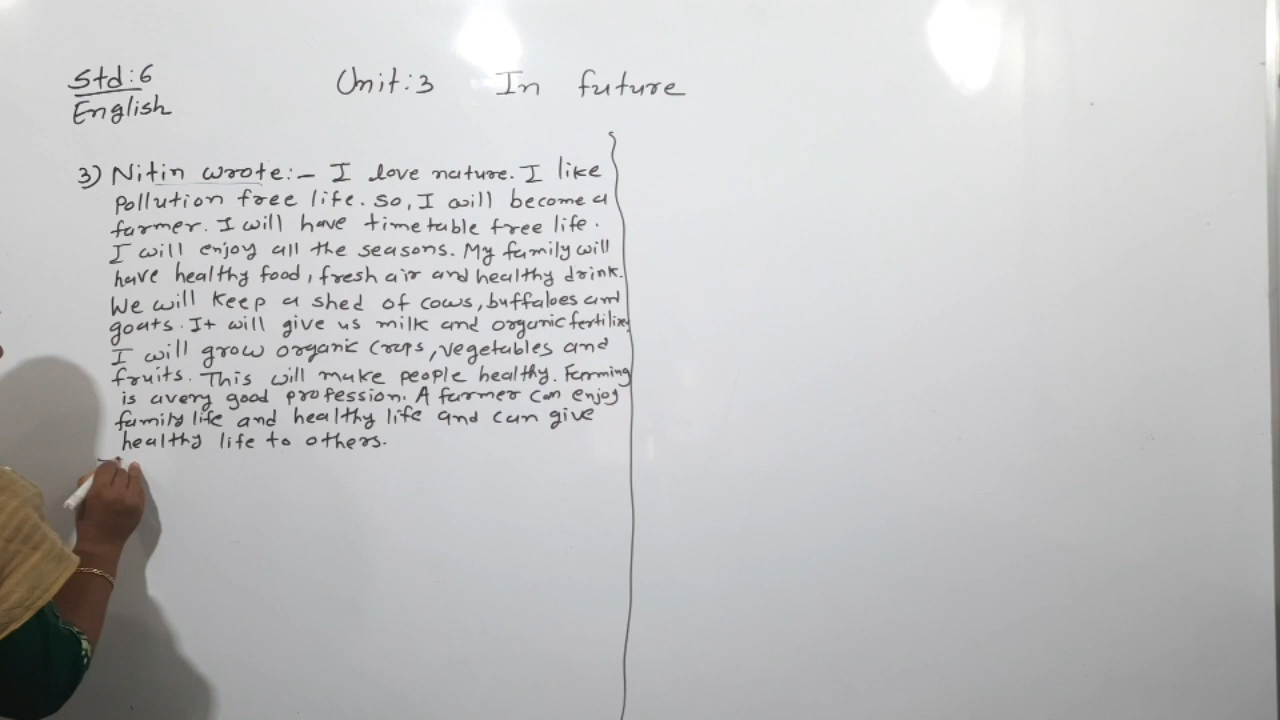 Std:6
English
Unit:3 In future
3) Nitin wrote:- I love nature. I like
pollution free life. so, I will become a
farmer. I will have timetable free life.
I will enjoy all the seasons. My family will
have healthy food, fresh air and healthy drink.
We will keep a shed of cows, buffaloes and
goats. It will give us milk and organic fertilizer
I will grow organic crops, vegetables and
fruits. This will make people healthy. Farming
is a very good profession. A farmer can enjoy
family life and healthy life and can give
healthy life to others.